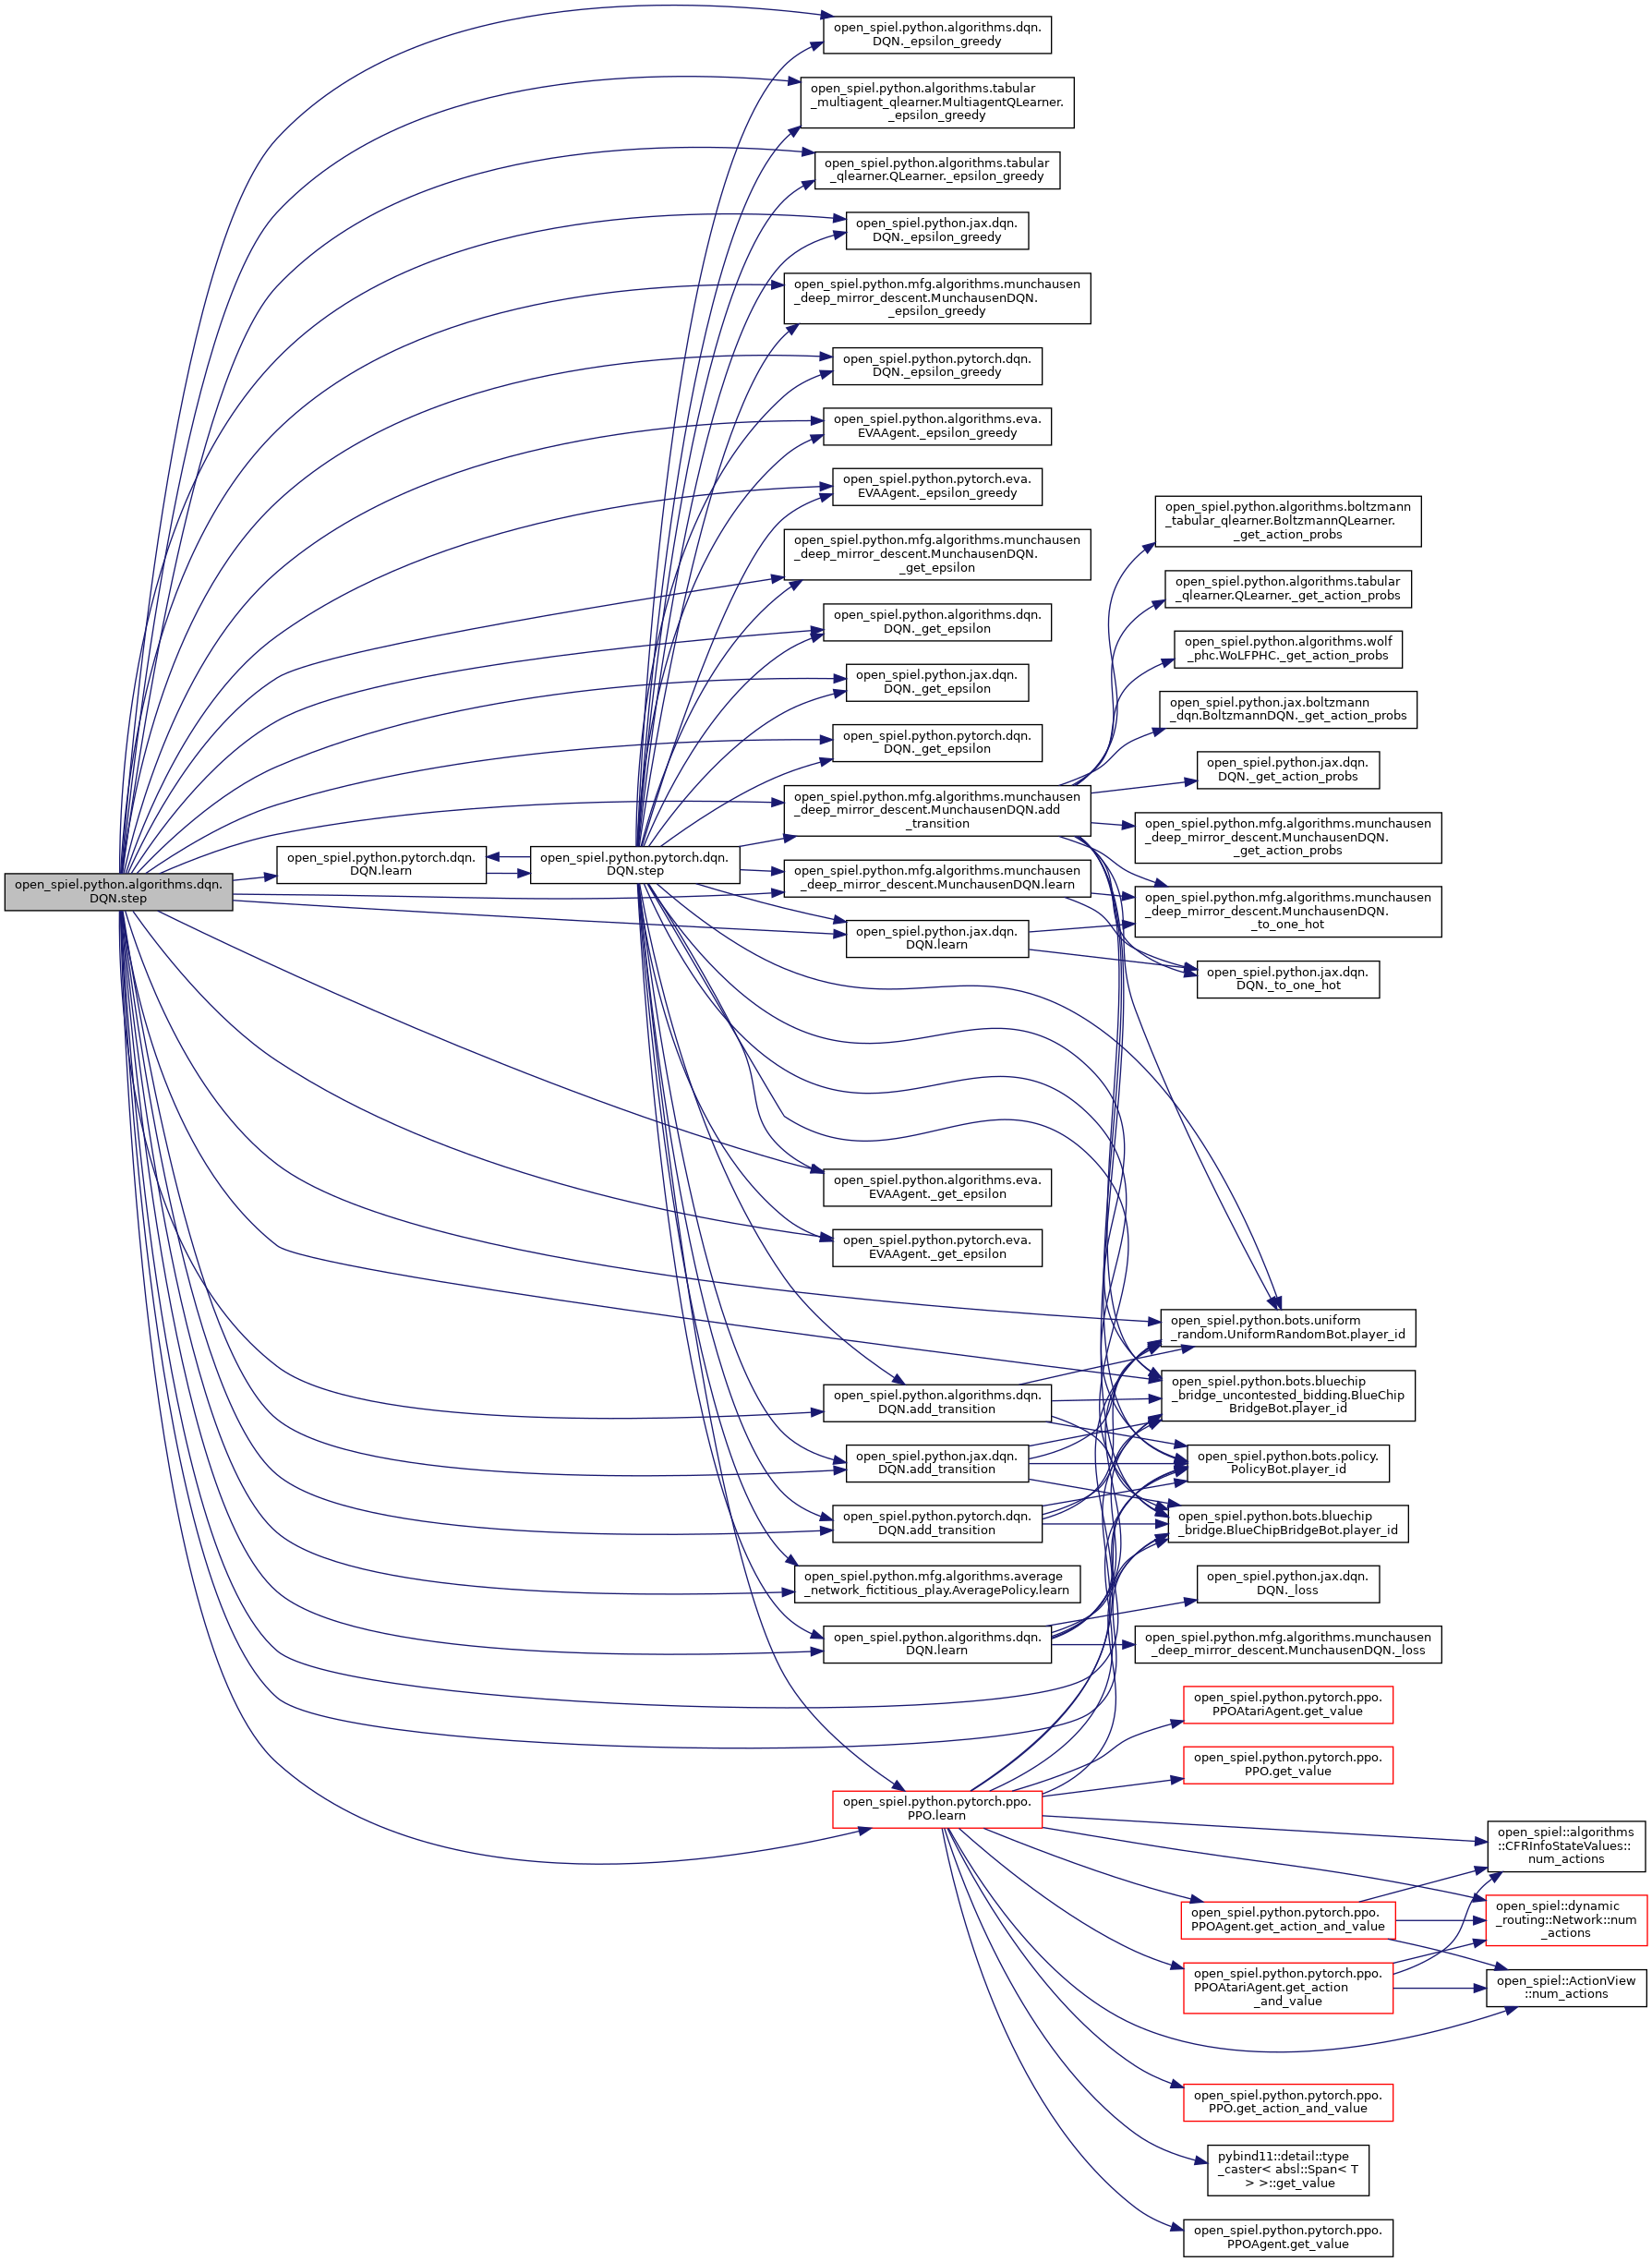 open_spiel.python.algorithms.dqn.
DQN.step
open_spiel.python.pytorch.dqn.
DQN.learn
open_spiel.python.pytorch.dqn.
DQN.step
open_spiel.python.algorithms.dqn.
DQN._epsilon_greedy
open_spiel.python.algorithms.tabular
_multiagent_qlearner.MultiagentQLearner.
_epsilon_greedy
open_spiel.python.algorithms.tabular
_qlearner.QLearner._epsilon_greedy
open_spiel.python.jax.dqn.
DQN._epsilon_greedy
open_spiel.python.mfg.algorithms.munchausen
_deep_mirror_descent.MunchausenDQN.
_epsilon_greedy
open_spiel.python.pytorch.dqn.
DQN._epsilon_greedy
open_spiel.python.algorithms.eva.
EVAAgent._epsilon_greedy
open_spiel.python.pytorch.eva.
EVAAgent._epsilon_greedy
open_spiel.python.mfg.algorithms.munchausen
_deep_mirror_descent.MunchausenDQN.
_get_epsilon
open_spiel.python.algorithms.dqn.
DQN._get_epsilon
open_spiel.python.jax.dqn.
DQN._get_epsilon
open_spiel.python.pytorch.dqn.
DQN._get_epsilon
open_spiel.python.mfg.algorithms.munchausen
_deep_mirror_descent.MunchausenDQN.add
_transition
open_spiel.python.mfg.algorithms.munchausen
_deep_mirror_descent.MunchausenDQN.learn
open_spiel.python.jax.dqn.
DQN.learn
open_spiel.python.algorithms.eva.
EVAAgent._get_epsilon
open_spiel.python.pytorch.eva.
EVAAgent._get_epsilon
open_spiel.python.algorithms.dqn.
DQN.add_transition
open_spiel.python.jax.dqn.
DQN.add_transition
open_spiel.python.pytorch.dqn.
DQN.add_transition
open_spiel.python.mfg.algorithms.average
_network_fictitious_play.AveragePolicy.learn
open_spiel.python.algorithms.dqn.
DQN.learn
open_spiel.python.pytorch.ppo.
PPO.learn
open_spiel.python.algorithms.boltzmann
_tabular_qlearner.BoltzmannQLearner.
_get_action_probs
open_spiel.python.algorithms.tabular
_qlearner.QLearner._get_action_probs
open_spiel.python.algorithms.wolf
_phc.WoLFPHC._get_action_probs
open_spiel.python.jax.boltzmann
_dqn.BoltzmannDQN._get_action_probs
open_spiel.python.jax.dqn.
DQN._get_action_probs
open_spiel.python.mfg.algorithms.munchausen
_deep_mirror_descent.MunchausenDQN.
_get_action_probs
open_spiel.python.mfg.algorithms.munchausen
_deep_mirror_descent.MunchausenDQN.
_to_one_hot
open_spiel.python.jax.dqn.
DQN._to_one_hot
open_spiel.python.bots.uniform
_random.UniformRandomBot.player_id
open_spiel.python.bots.bluechip
_bridge_uncontested_bidding.BlueChip
BridgeBot.player_id
open_spiel.python.bots.policy.
PolicyBot.player_id
open_spiel.python.bots.bluechip
_bridge.BlueChipBridgeBot.player_id
open_spiel.python.jax.dqn.
DQN._loss
open_spiel.python.mfg.algorithms.munchausen
_deep_mirror_descent.MunchausenDQN._loss
open_spiel.python.pytorch.ppo.
PPOAtariAgent.get_value
open_spiel.python.pytorch.ppo.
PPO.get_value
open_spiel.python.pytorch.ppo.
PPOAgent.get_action_and_value
open_spiel.python.pytorch.ppo.
PPOAtariAgent.get_action
_and_value
open_spiel.python.pytorch.ppo.
PPO.get_action_and_value
pybind11::detail::type
_caster< absl::Span< T
> >::get_value
open_spiel.python.pytorch.ppo.
PPOAgent.get_value
open_spiel::algorithms
::CFRInfoStateValues::
num_actions
open_spiel::dynamic
_routing::Network::num
_actions
open_spiel::ActionView
::num_actions